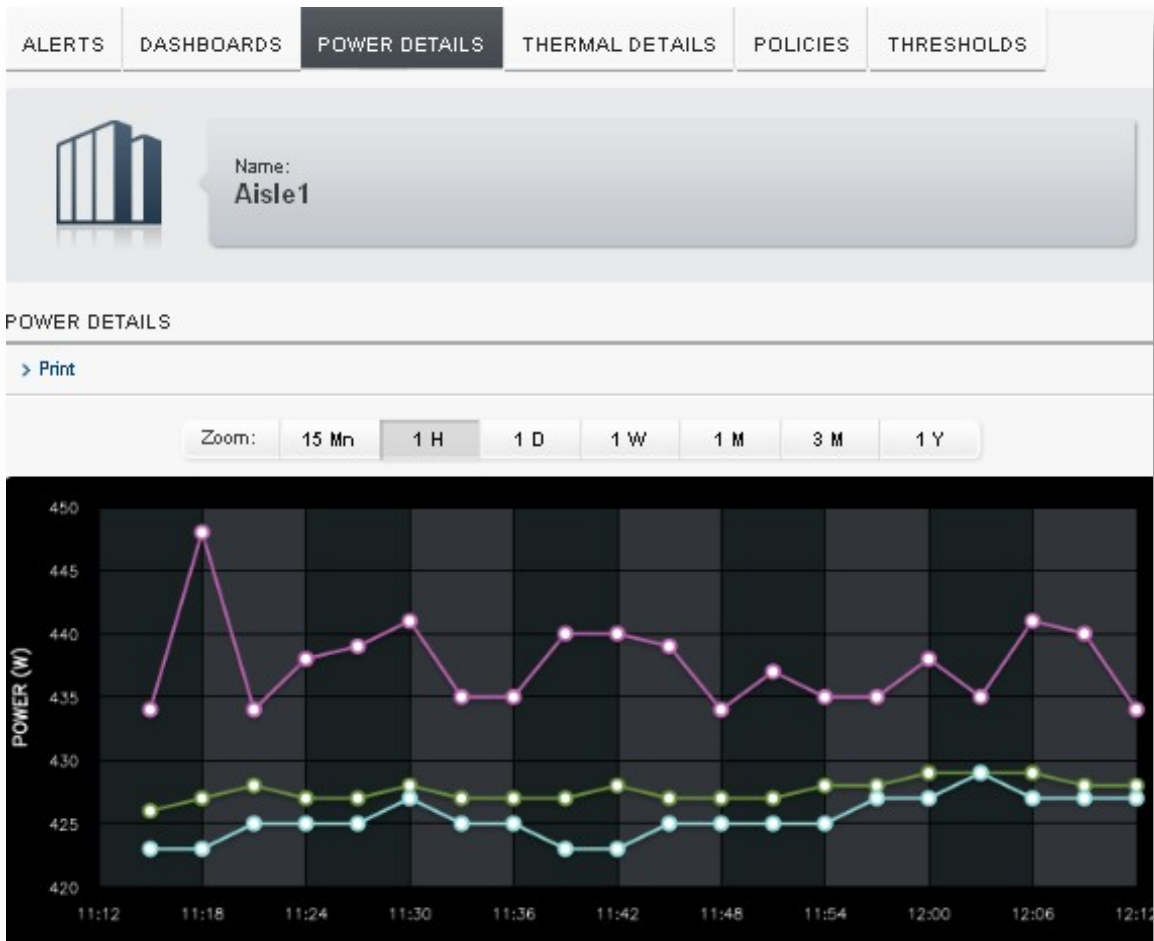 ALERTS DASHBOARDS POWER DETAILS THERMAL DETAILS POLICIES THRESHOLDS
Name:
Aisle1
POWER DETAILS
> Print
Zoom: 15 Mn 1 H 1 D 1 W 1 M 3 M 1 Y
450
445
440
435
430
425
420
POWER (W)
11:12 11:18 11:24 11:30 11:36 11:42 11:48 11:54 12:00 12:06 12:12